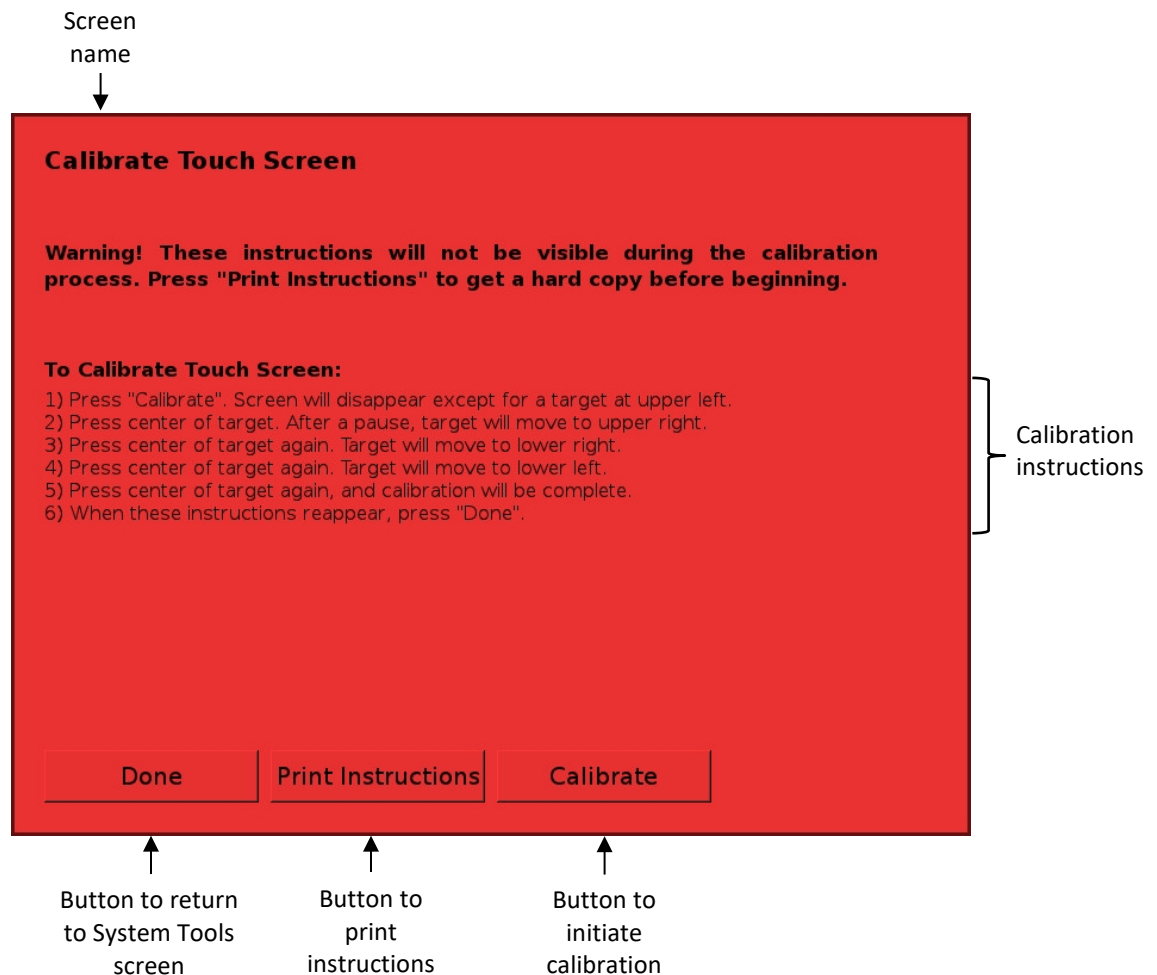 Screen
name
Calibrate Touch Screen
Warning! These instructions will not be visible during the calibration
process. Press "Print Instructions" to get a hard copy before beginning.
To Calibrate Touch Screen:
1) Press "Calibrate". Screen will disappear except for a target at upper left.
2) Press center of target. After a pause, target will move to upper right.
3) Press center of target again. Target will move to lower right.
4) Press center of target again. Target will move to lower left.
5) Press center of target again, and calibration will be complete.
6) When these instructions reappear, press "Done".
Calibration
instructions
Done
Print Instructions
Calibrate
Button to return
to System Tools
screen
Button to
print
instructions
Button to
initiate
calibration